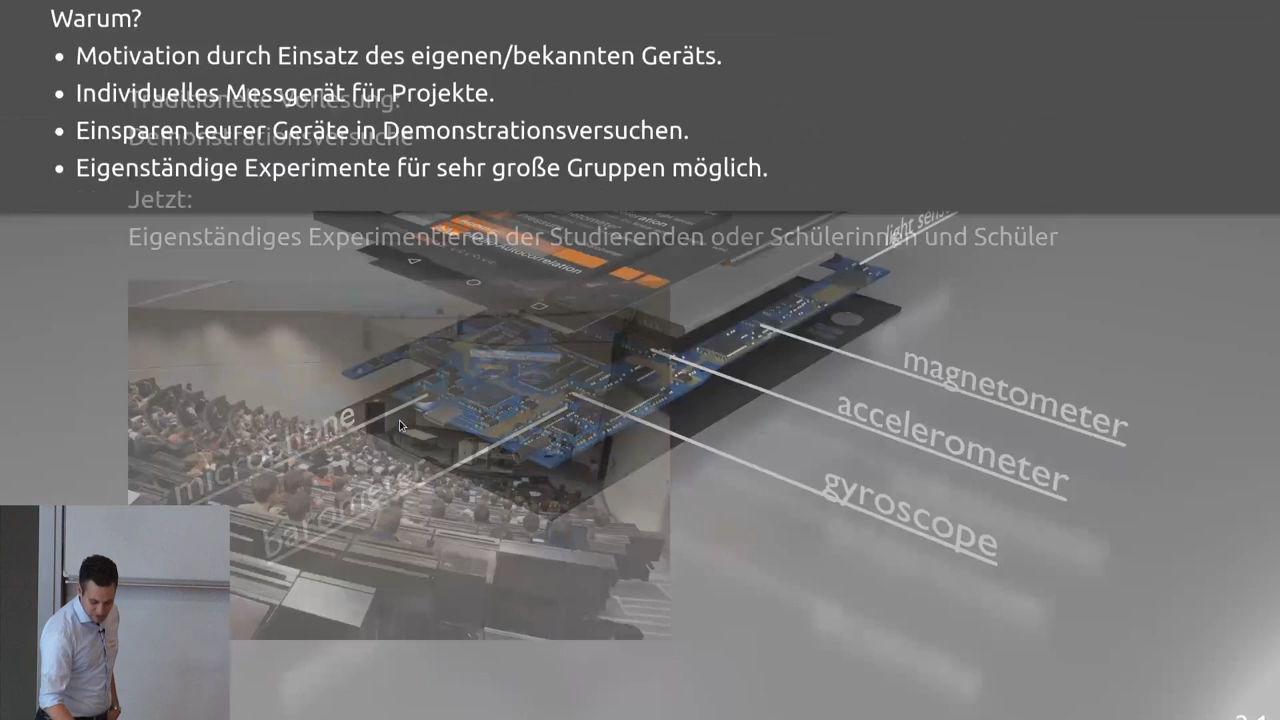 Warum?
• Motivation durch Einsatz des eigenen/bekannten Geräts.
• Individuelles Messgerät für Projekte.
Traditionelle Vorlesung:
• Einsparen teurer Geräte in Demonstrationsversuchen.
Demonstrationsversuche
• Eigenständige Experimente für sehr große Gruppen möglich.
Jetzt:
Eigenständiges Experimentieren der Studierenden oder Schülerinnen und Schüler
light
Autocorrelation
magnetometer
accelerometer
gyroscope
microphone
barometer